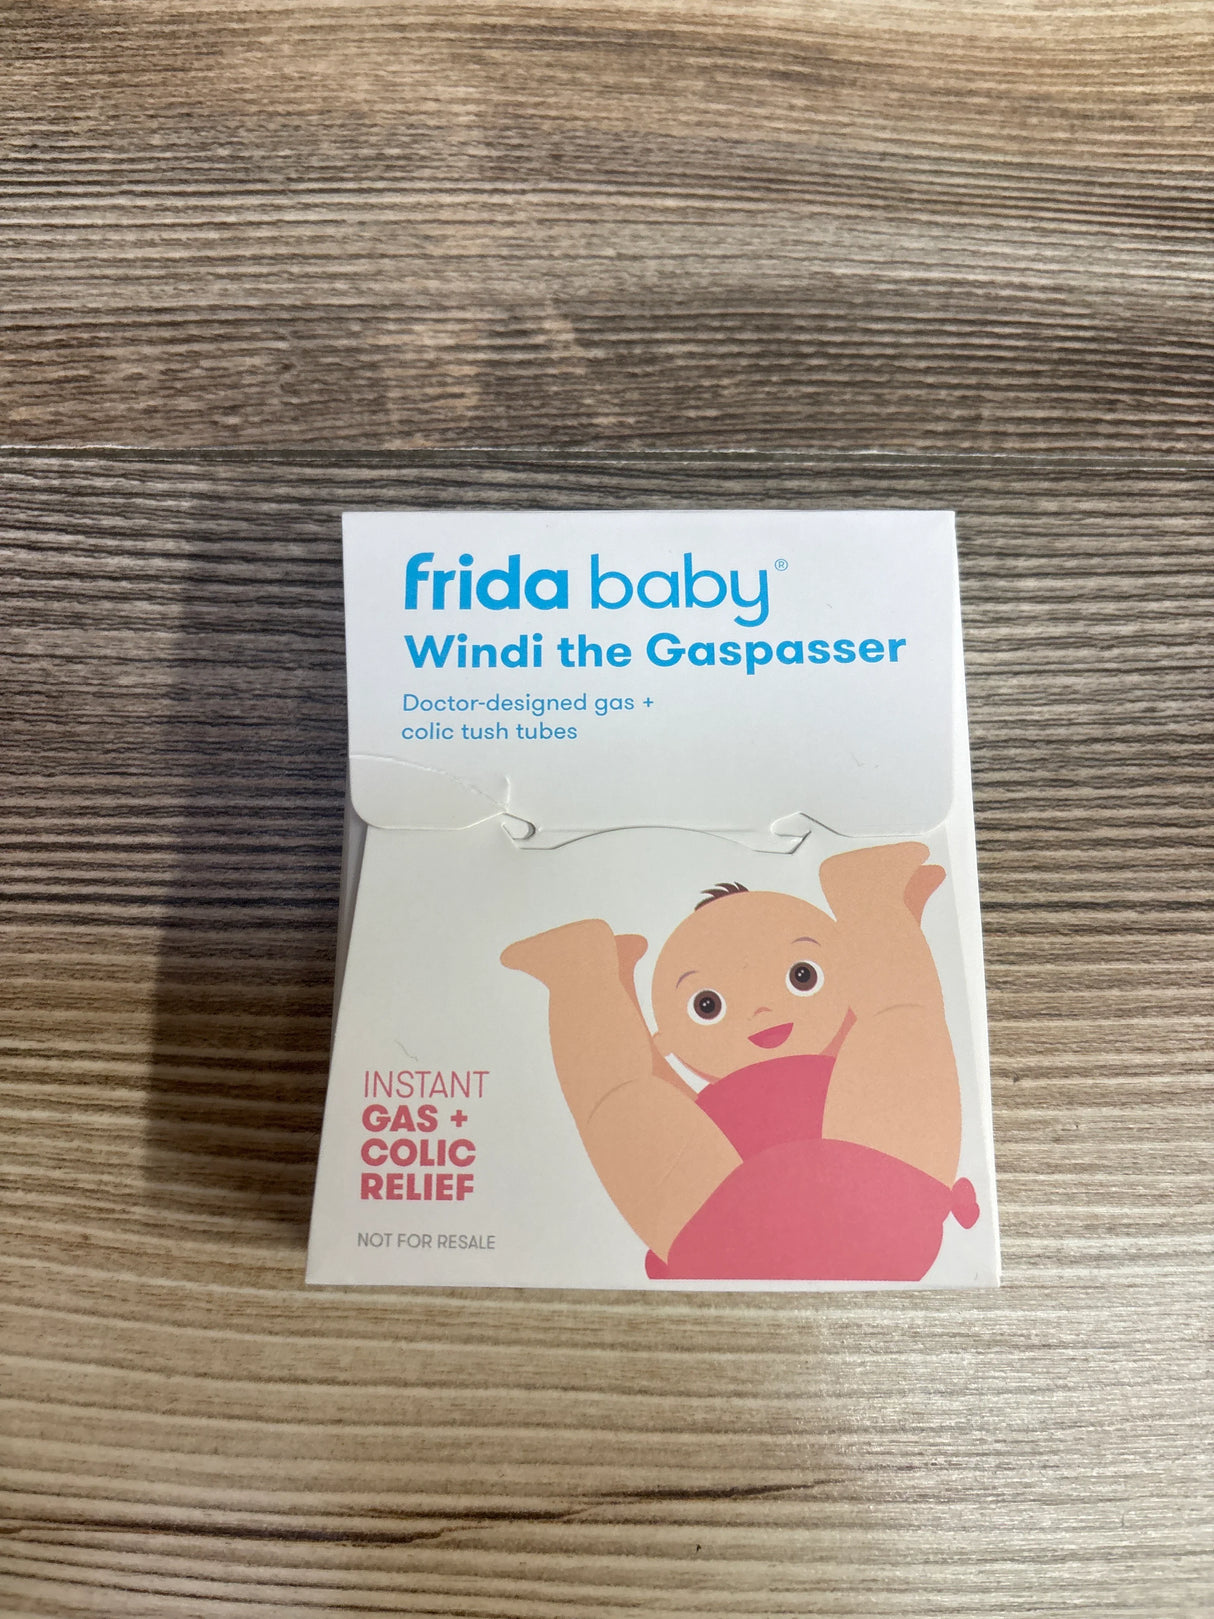 frida baby®
Windi the Gaspasser
Doctor-designed gas +
colic tush tubes
INSTANT
GAS +
COLIC
RELIEF
NOT FOR RESALE